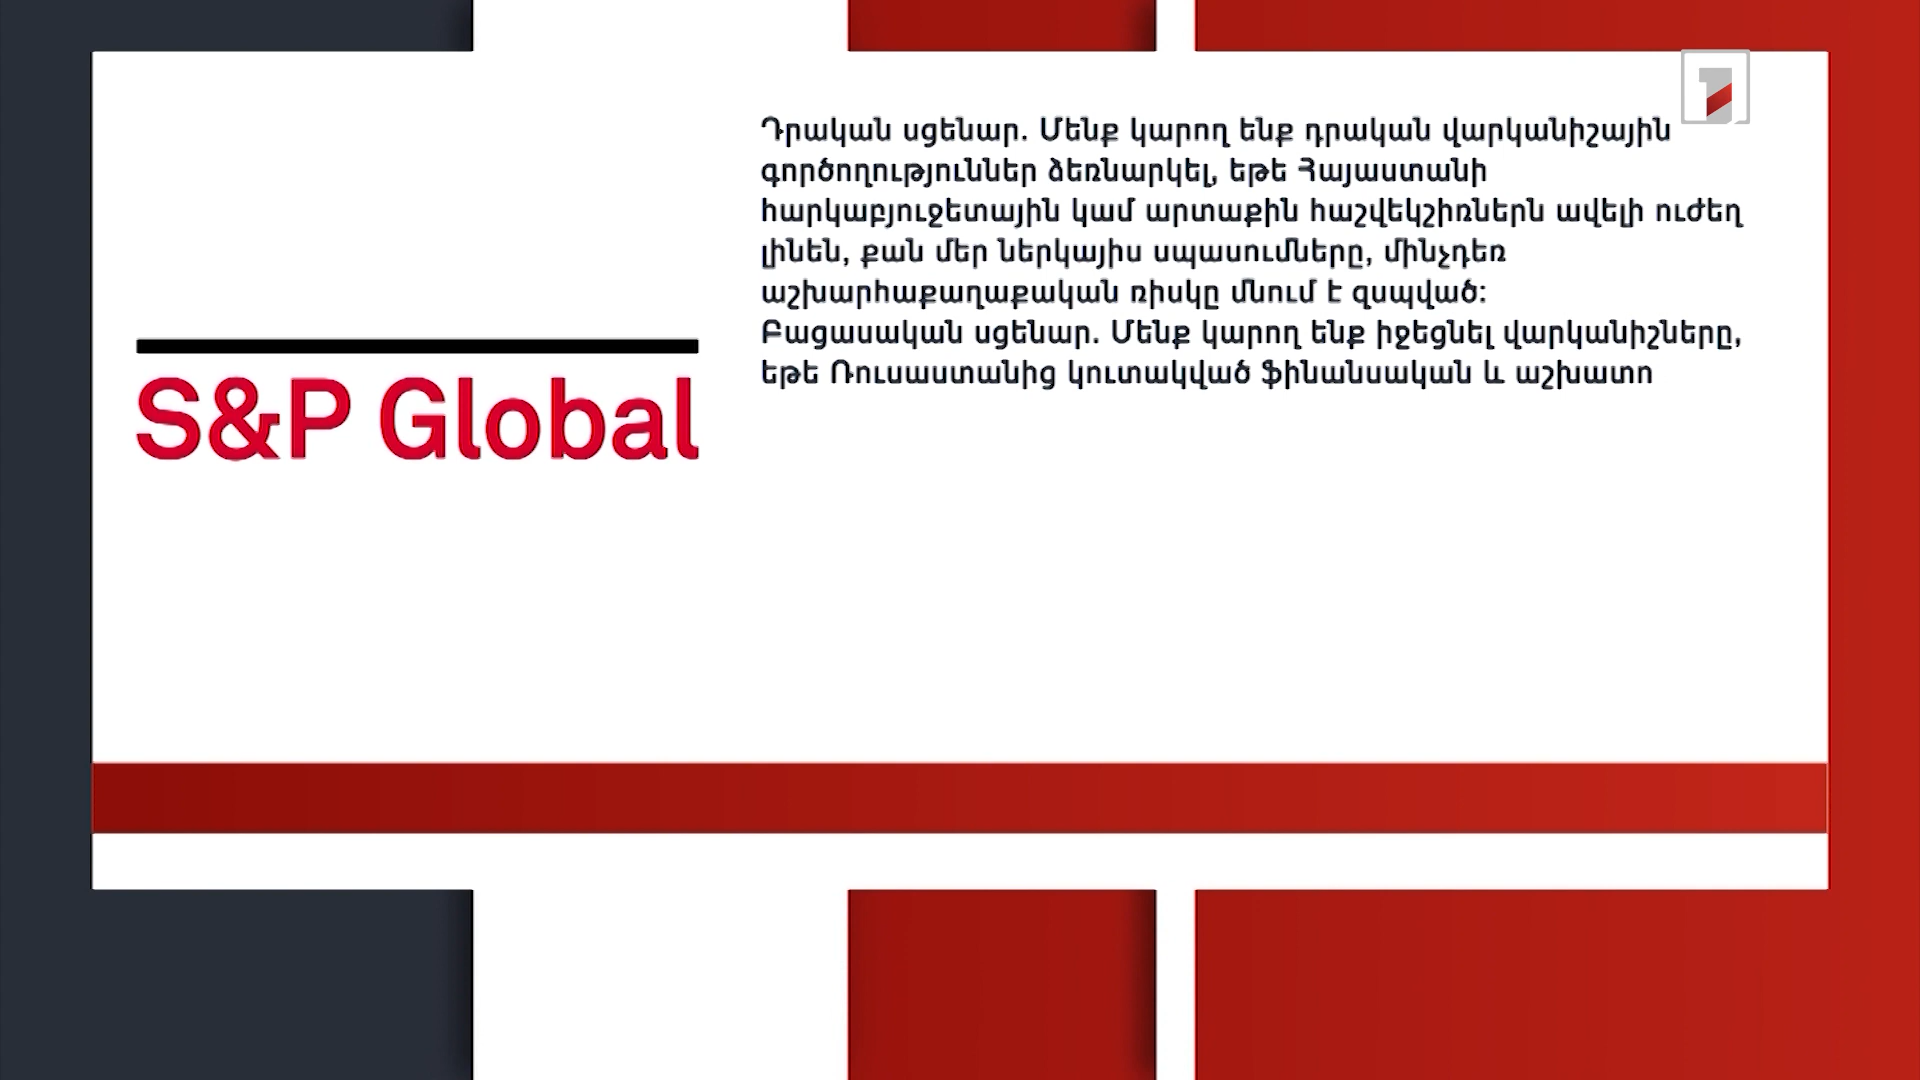 S&P Global
Դրական սցենար. Մենք կարող ենք դրական վարկանիշային
գործողություններ ձեռնարկել, եթե Հայաստանի
հարկաբյուջետային կամ արտաքին հաշվեկշիռներն ավելի ուժեղ
լինեն, քան մեր ներկայիս սպասումները, մինչդեռ
աշխարհաքաղաքական ռիսկը մնում է զսպված:
Բացասական սցենար. Մենք կարող ենք իջեցնել վարկանիշները,
եթե Ռուսաստանից կուտակված ֆինանսական և աշխատո